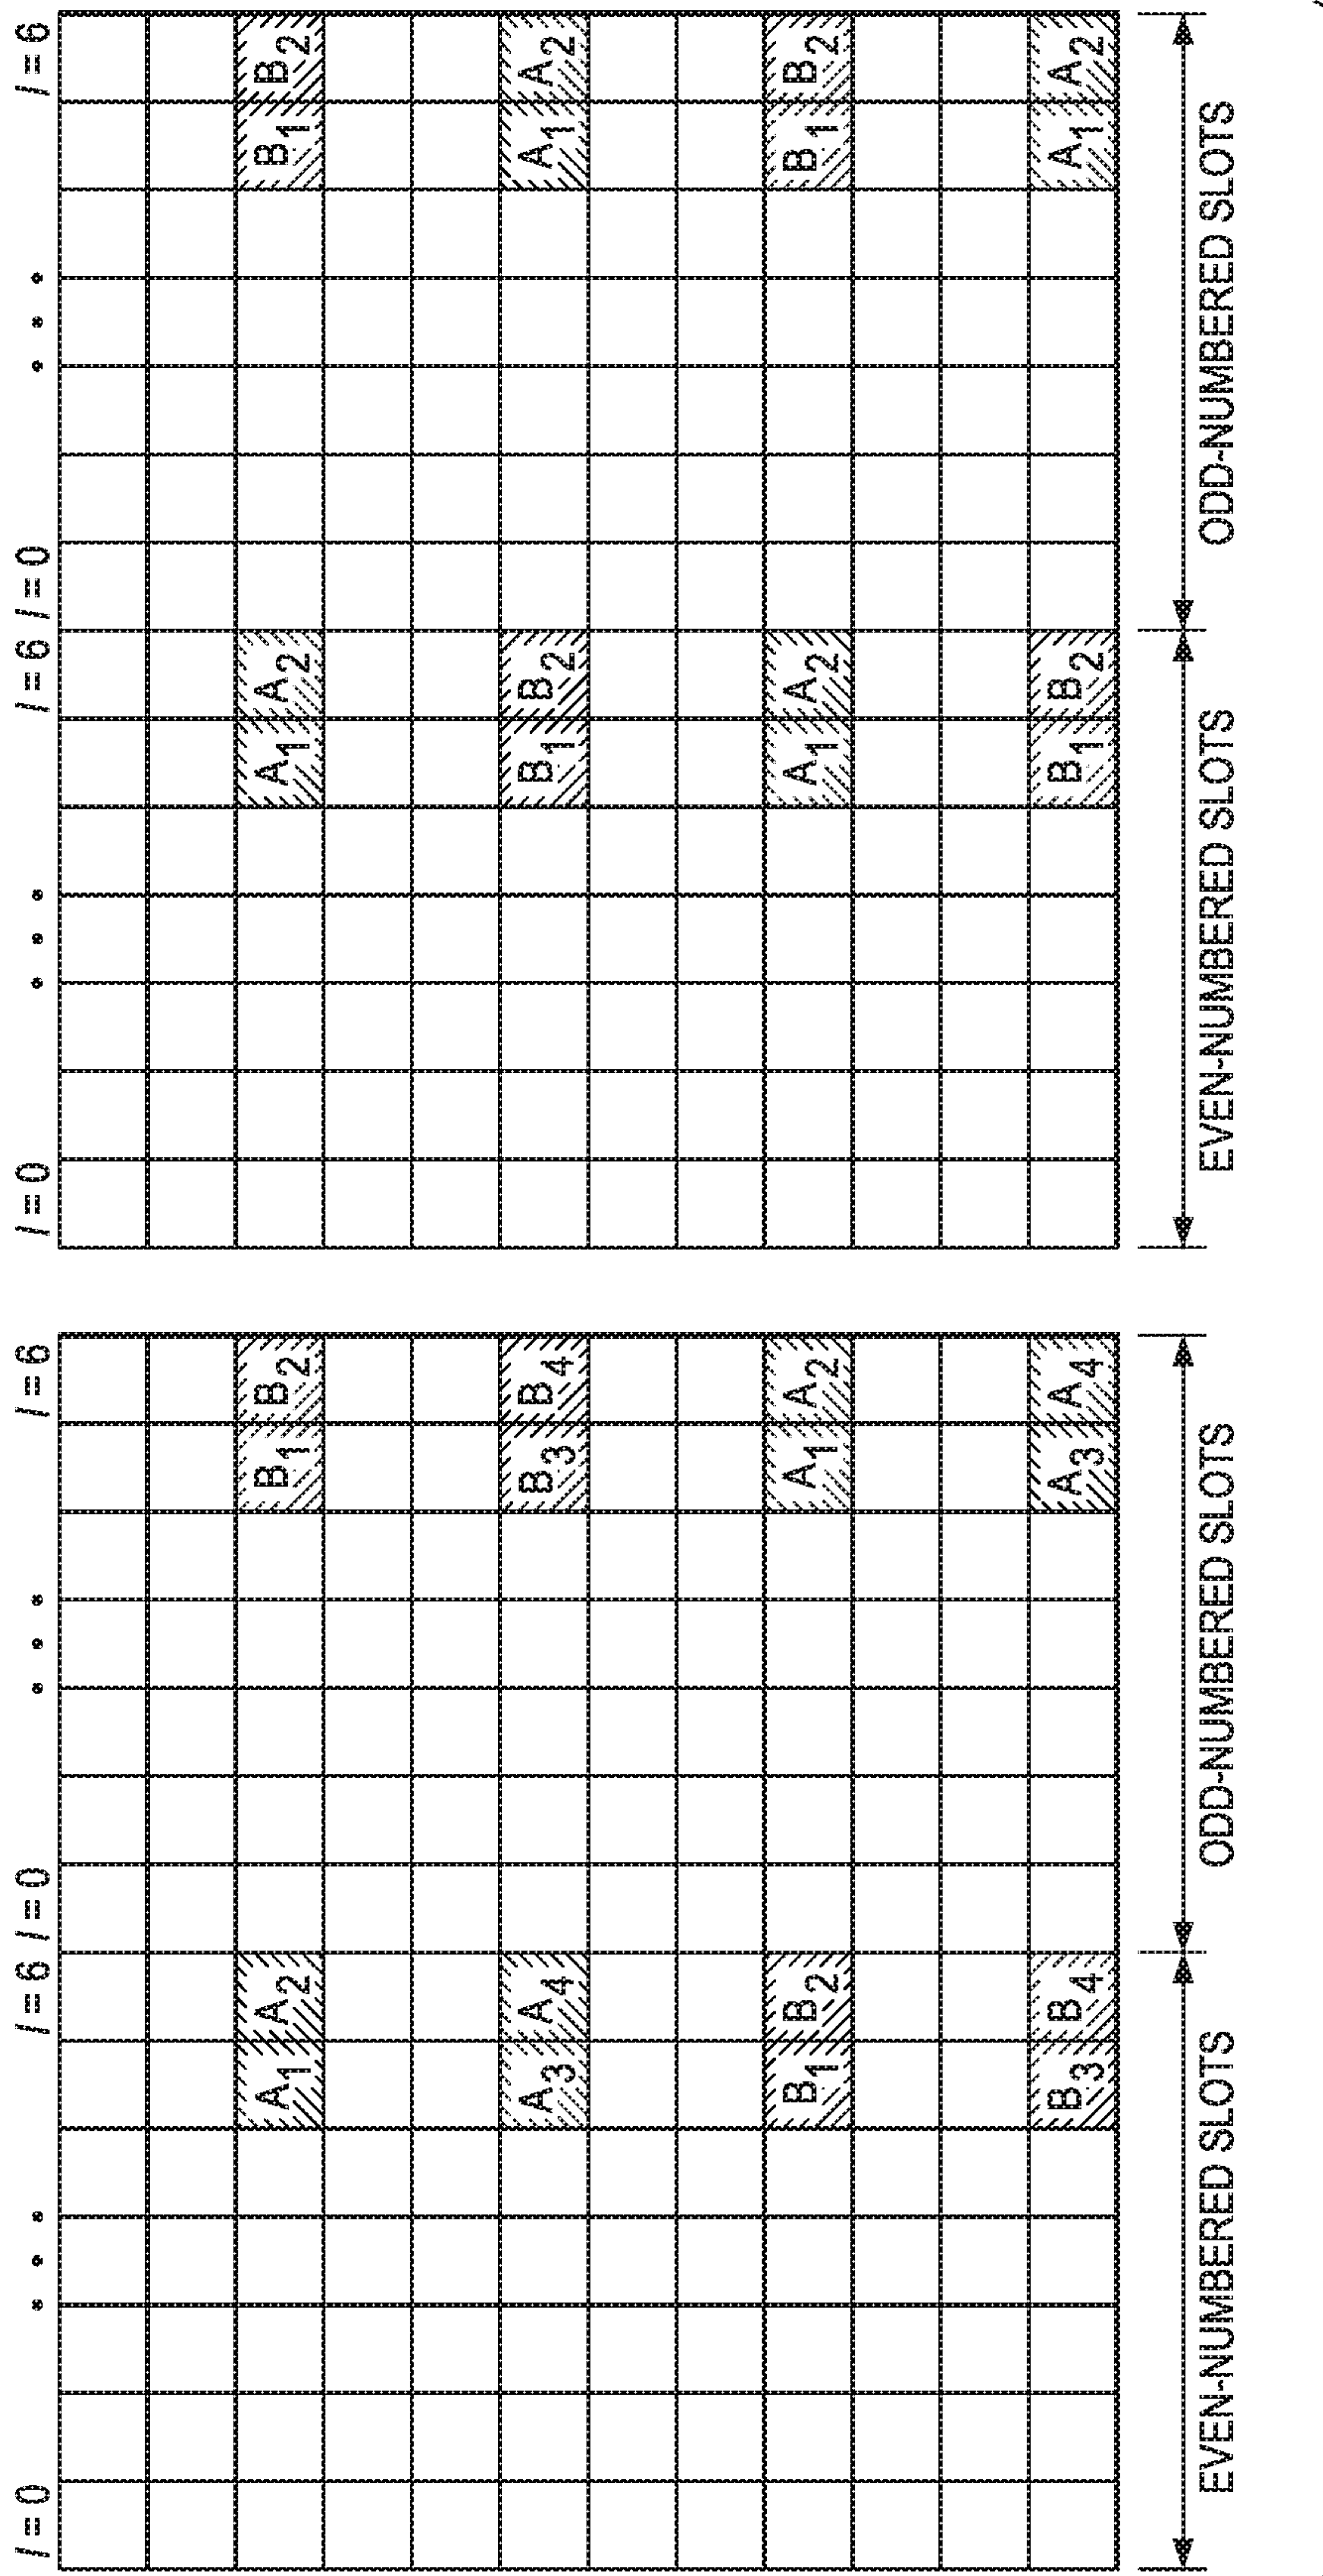 l = 0 • • • l = 6 l = 0 • • • l = 6
A1 A2 B1 B2
A3 A4 B3 B4
B1 B2 A1 A2
B3 B4 A3 A4
EVEN-NUMBERED SLOTS ODD-NUMBERED SLOTS
l = 0 • • • l = 6 l = 0 • • • l = 6
A1 A2 B1 B2
B1 B2 A1 A2
A1 A2 B1 B2
B1 B2 A1 A2
EVEN-NUMBERED SLOTS ODD-NUMBERED SLOTS